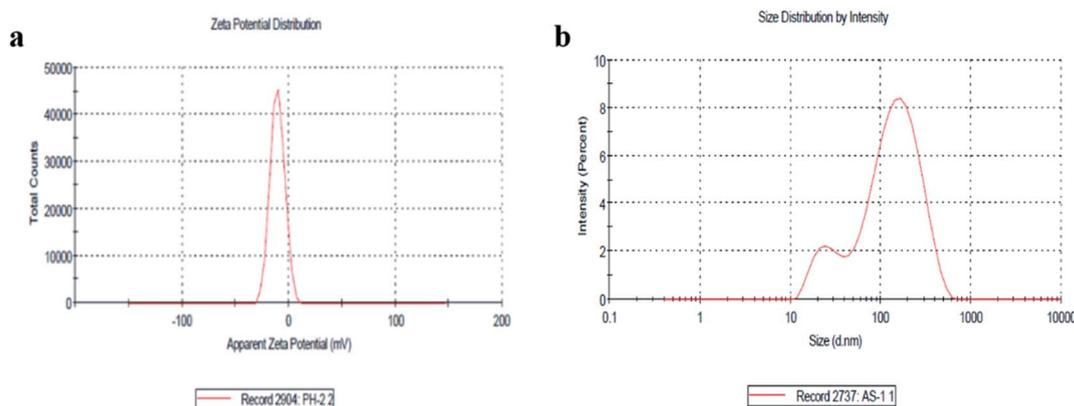 a
Zeta Potential Distribution
Total Counts
50000
40000
30000
20000
10000
0
-100
0
100
200
Apparent Zeta Potential (mV)
Record 2904: PH-2 2
b
Size Distribution by Intensity
Intensity (Percent)
10
8
6
4
2
0
0.1
1
10
100
1000
10000
Size (d.nm)
Record 2737: AS-1 1